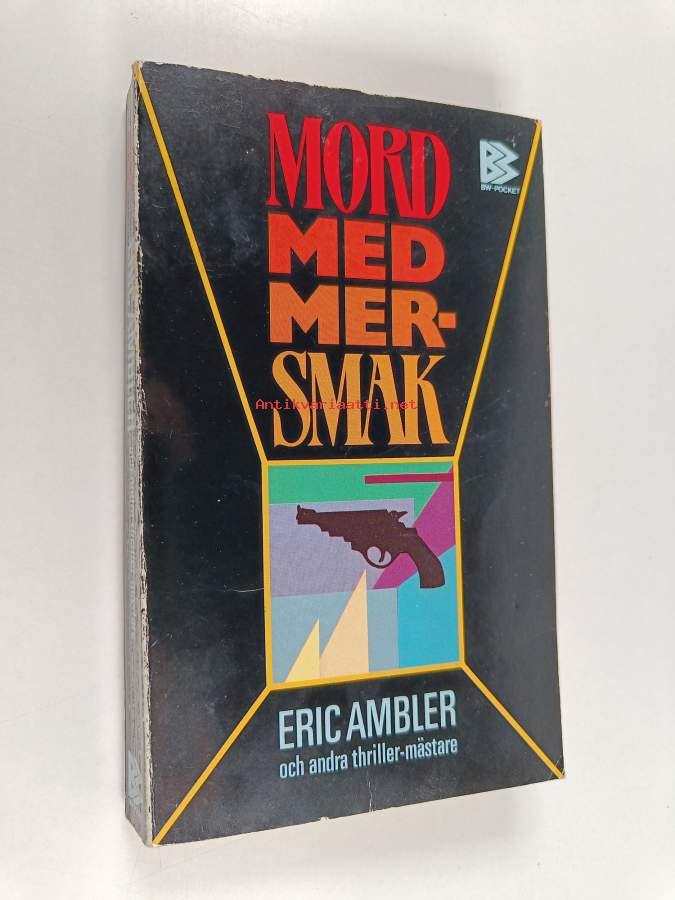 MORD
MED
MER-
SMAK
BW-POCKET
Antikvariaatti.net
ERIC AMBLER
och andra thriller-mästare